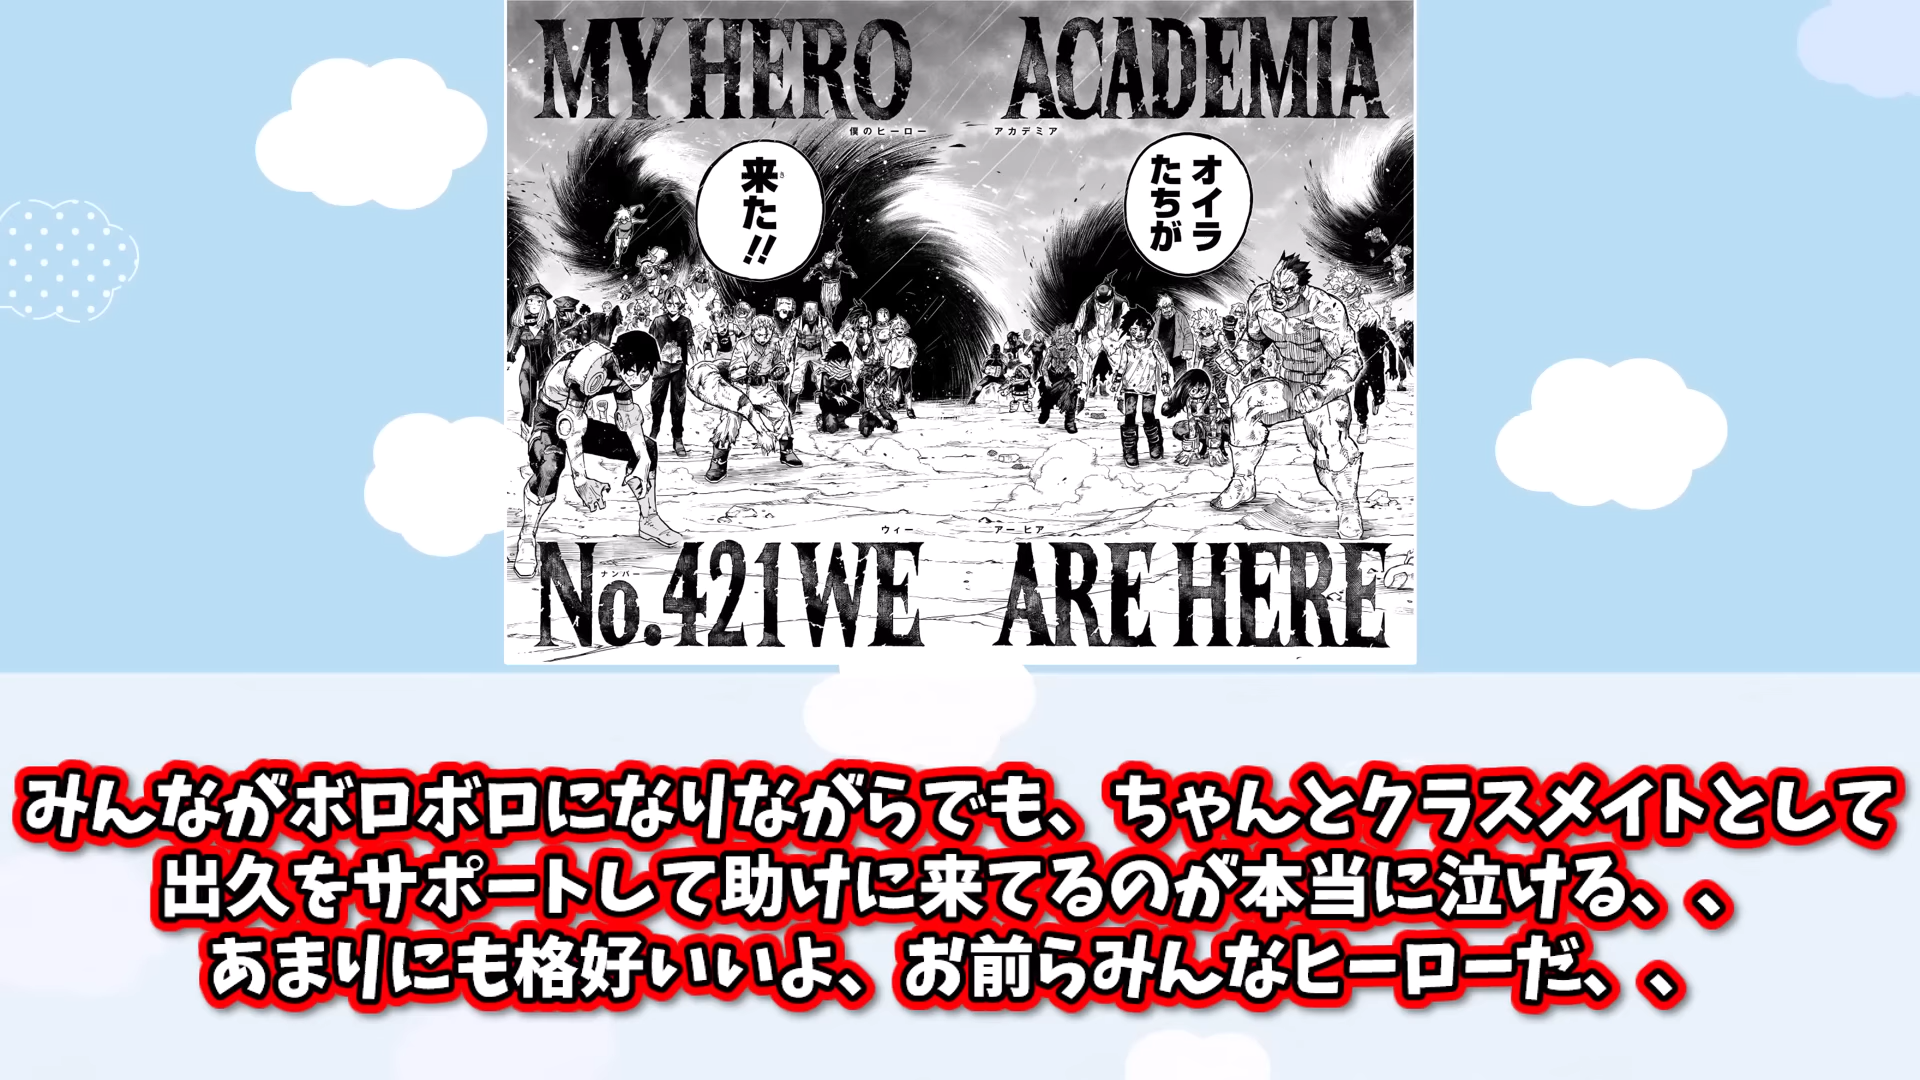 MY HERO ACADEMIA
僕のヒーロー アカデミア
オイラ
たちが
来た!!
き
ウィー アー ヒア
ナンバー
No.421 WE ARE HERE
みんながボロボロになりながらでも、ちゃんとクラスメイトとして
出久をサポートして助けに来てるのが本当に泣ける、、
あまりにも格好いいよ、お前らみんなヒーローだ、、